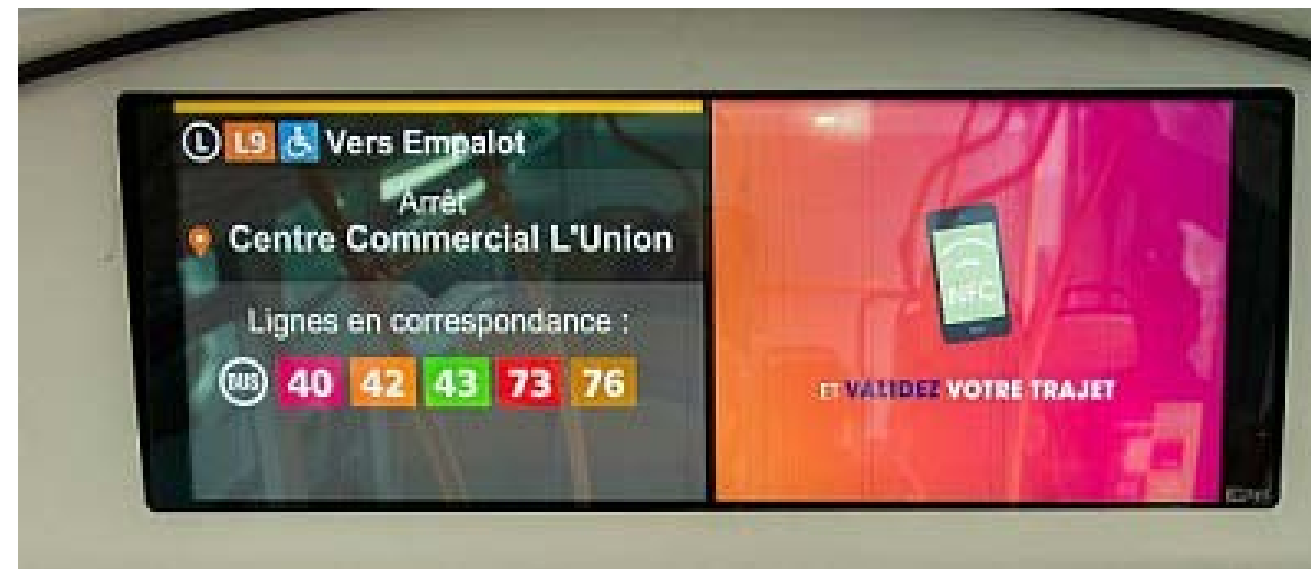 L L9 Vers Empalot
Arrêt
Centre Commercial L'Union
Lignes en correspondance :
BUS 40 42 43 73 76
NFC
ET VALIDEZ VOTRE TRAJET